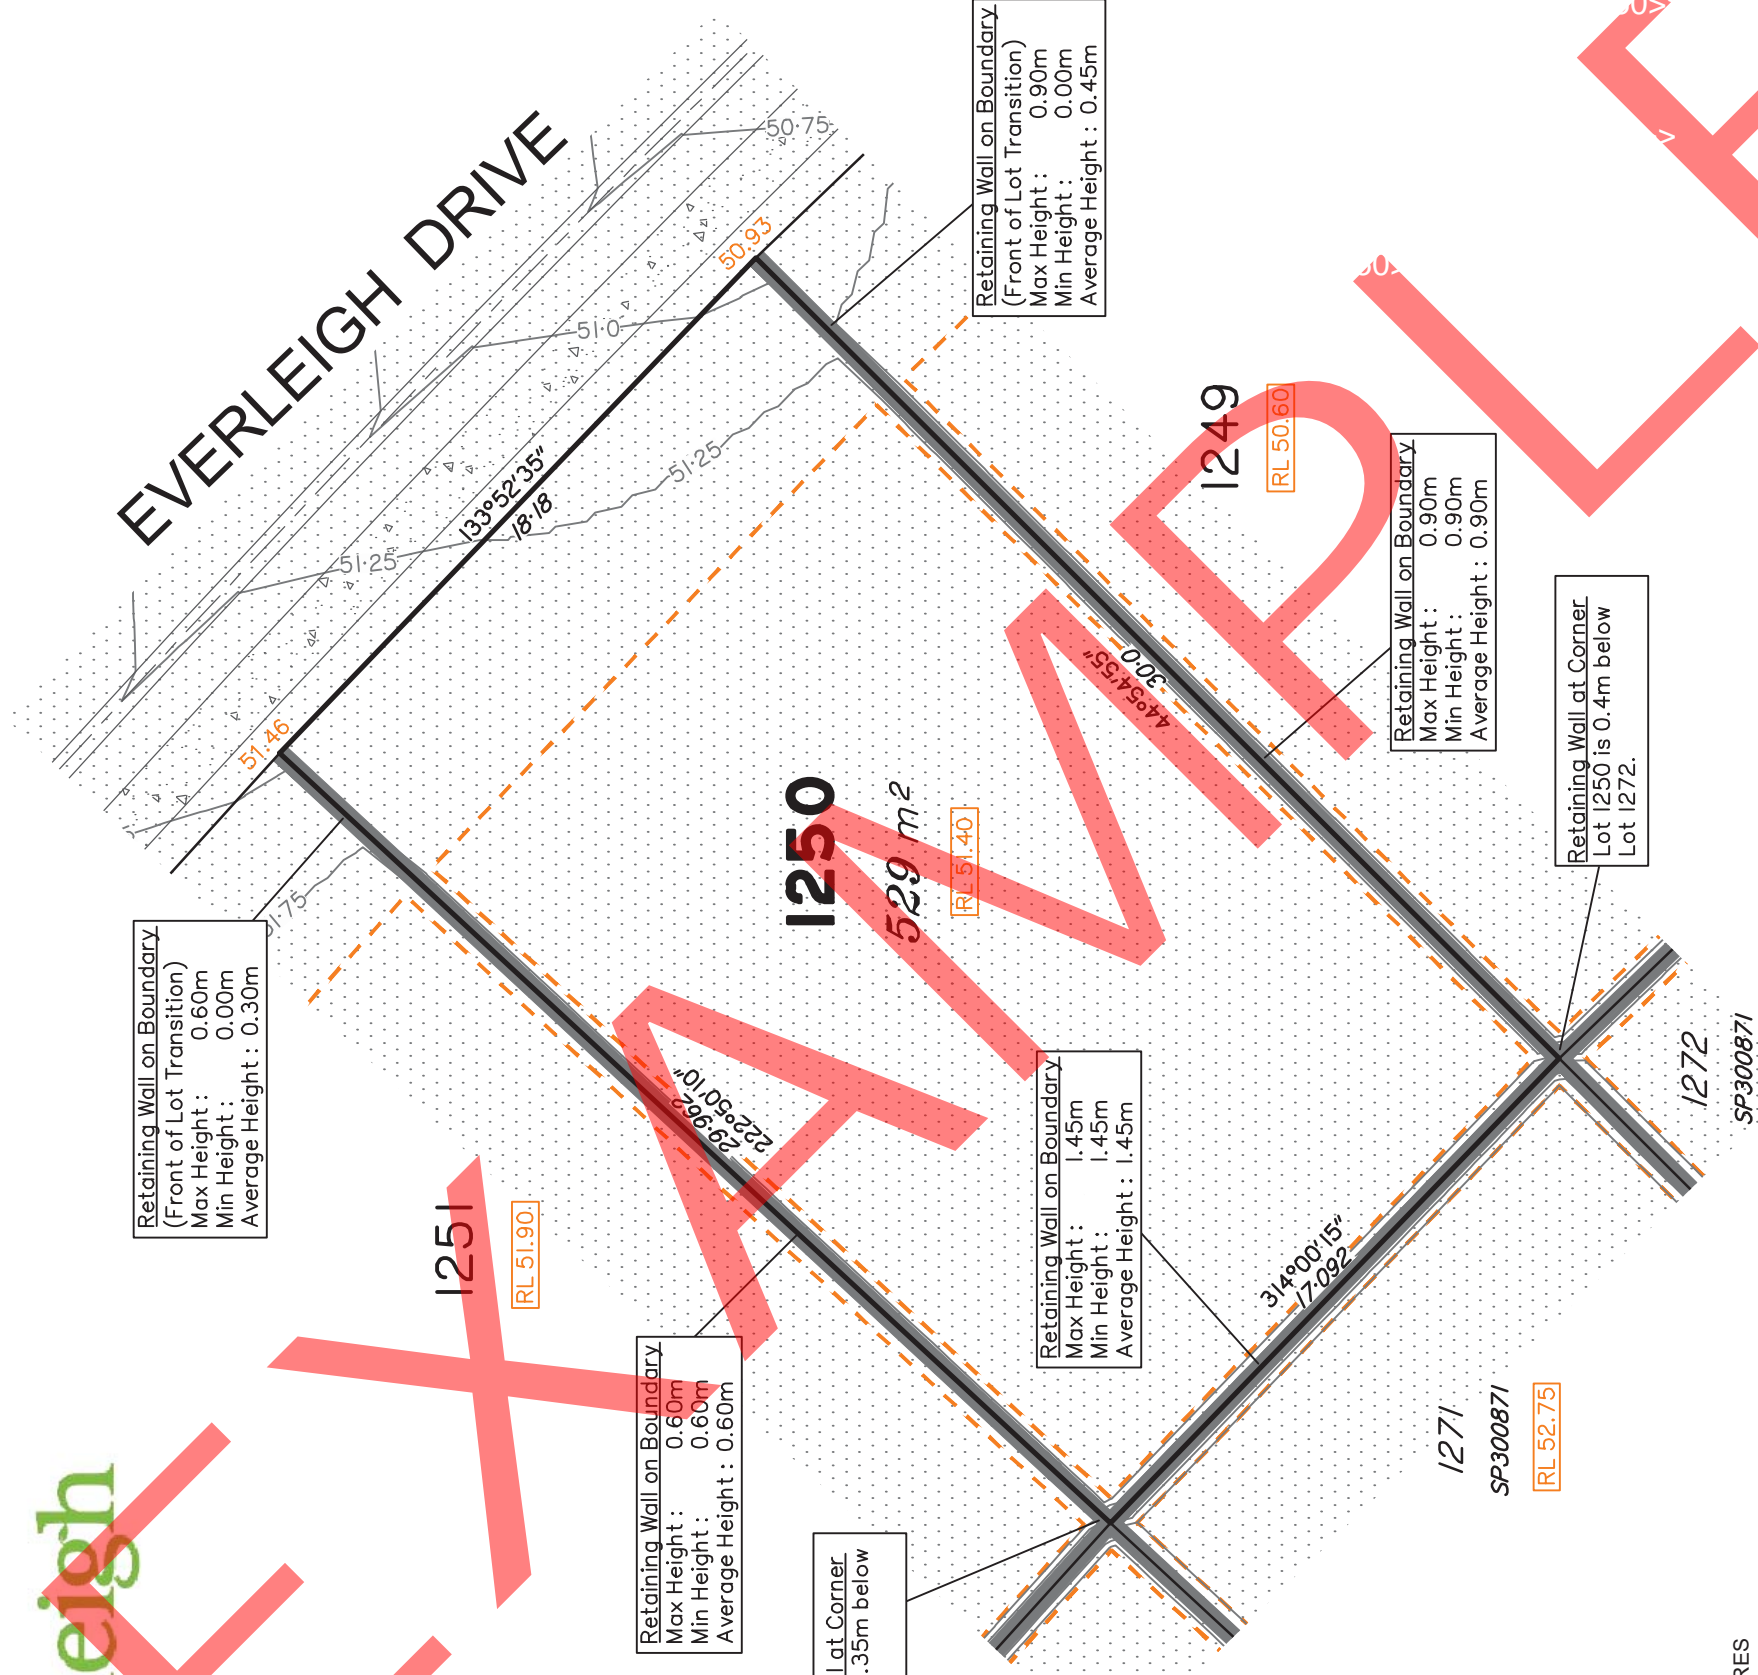 EVERLEIGH DRIVE
50·75
50.93
51·0
51·25
51·25
51.46
133°52'35"
18·18
Retaining Wall on Boundary
(Front of Lot Transition)
Max Height : 0.90m
Min Height : 0.00m
Average Height : 0.45m
1249
RL 50.60
Retaining Wall on Boundary
Max Height : 0.90m
Min Height : 0.90m
Average Height : 0.90m
44°54'55"
30·0
Retaining Wall at Corner
Lot 1250 is 0.4m below
Lot 1272.
1250
529 m²
RL 51.40
Retaining Wall on Boundary
(Front of Lot Transition)
Max Height : 0.60m
Min Height : 0.00m
Average Height : 0.30m
1251
RL 51.90
29·962
222°50'10"
Retaining Wall on Boundary
Max Height : 0.60m
Min Height : 0.60m
Average Height : 0.60m
Retaining Wall on Boundary
Max Height : 1.45m
Min Height : 1.45m
Average Height : 1.45m
314°00'15"
17·092
1272
SP300871
1271
SP300871
RL 52.75
l at Corner
.35m below
eigh
EXAMPLE
RES